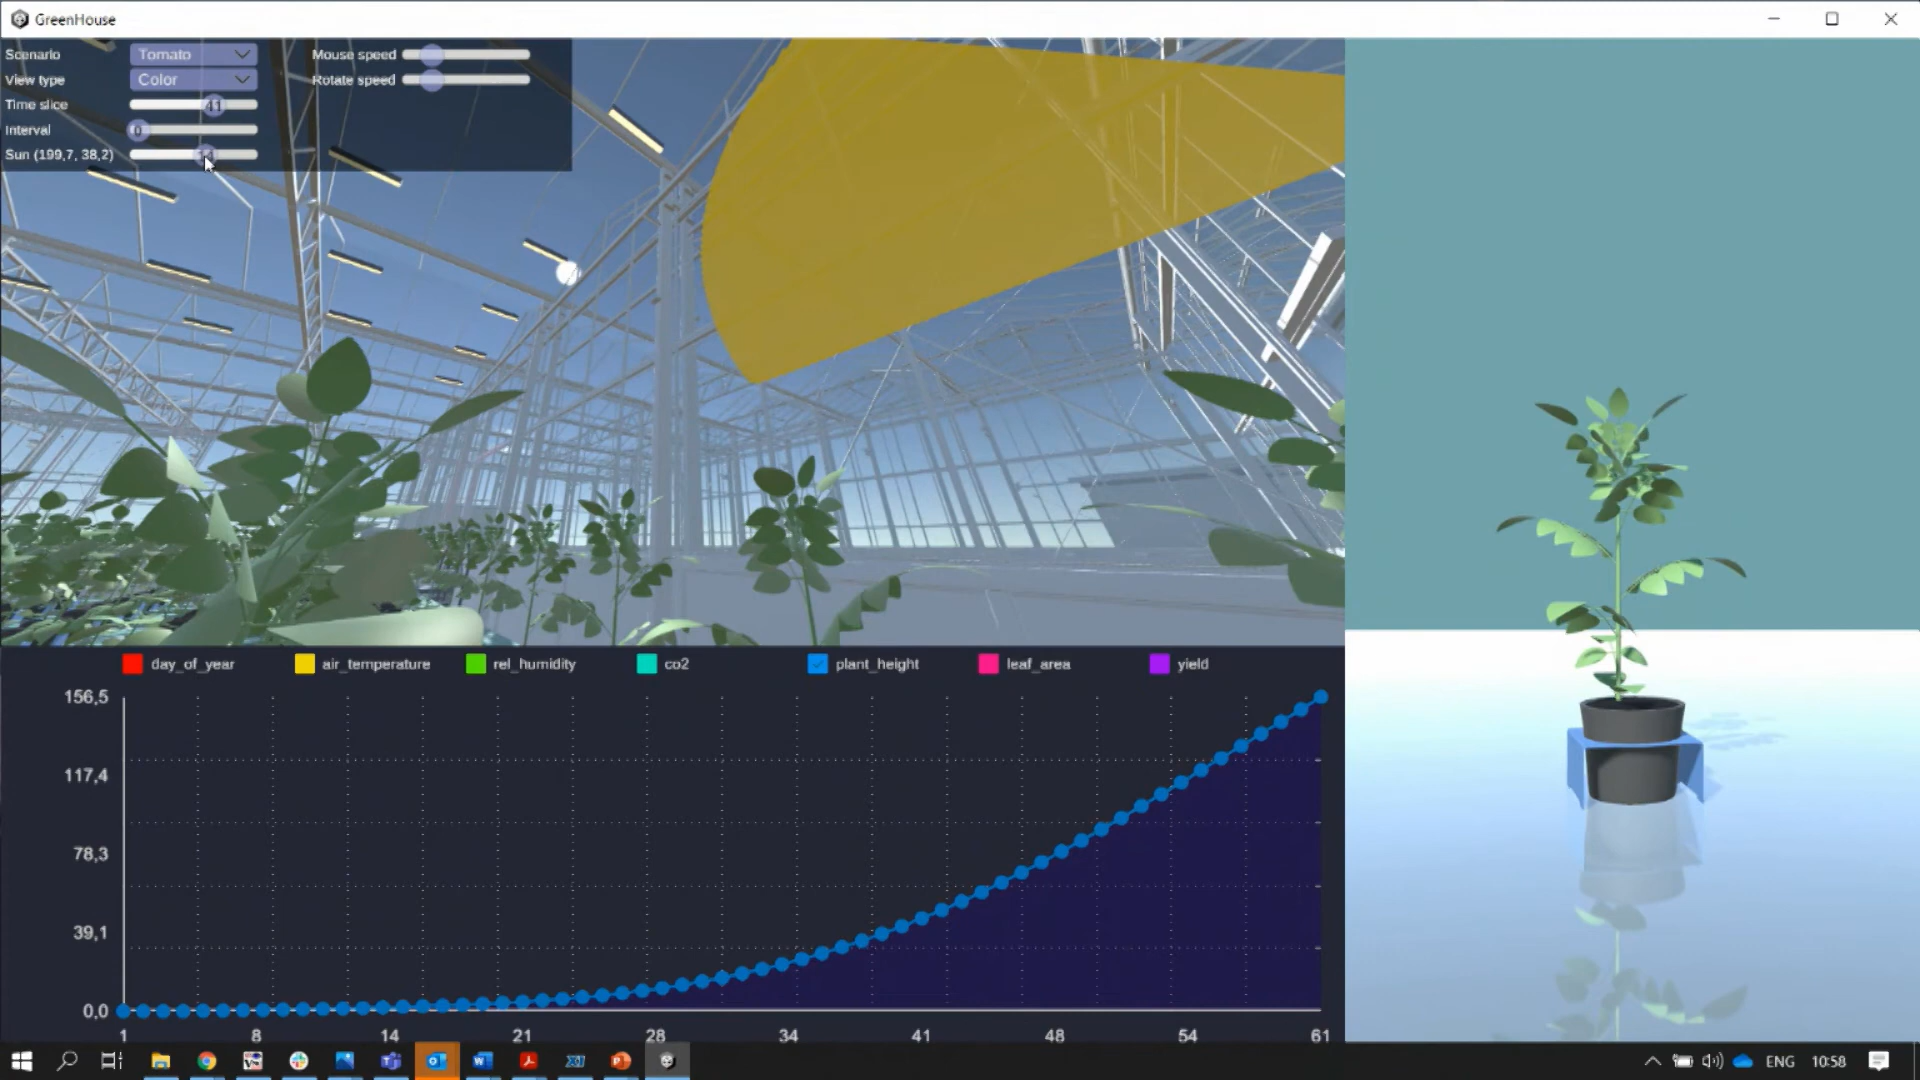 GreenHouse
Scenario Tomato Mouse speed
View type Color Rotate speed
Time slice 41
Interval 0
Sun (199,7, 38,2)
day_of_year air_temperature rel_humidity co2 plant_height leaf_area yield
156,5
117,4
78,3
39,1
0,0
1 8 14 21 28 34 41 48 54 61
ENG 10:58